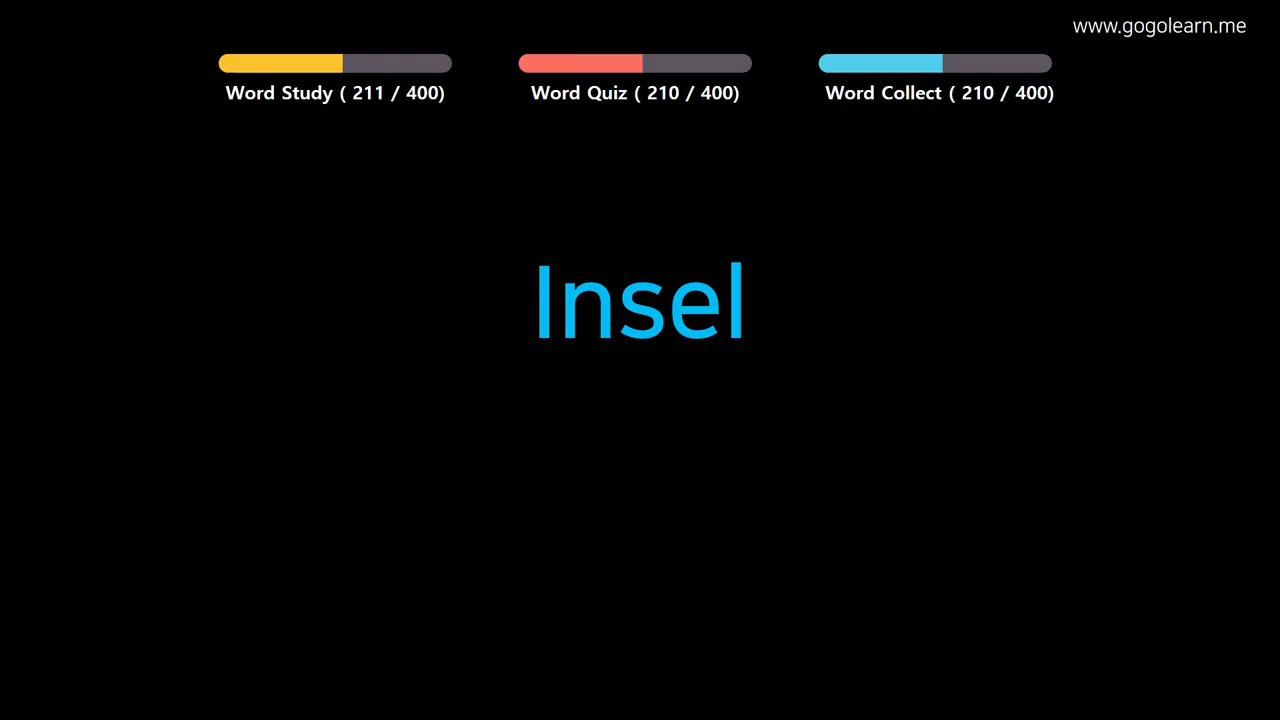 www.gogolearn.me
Word Study ( 211 / 400)
Word Quiz ( 210 / 400)
Word Collect ( 210 / 400)
Insel